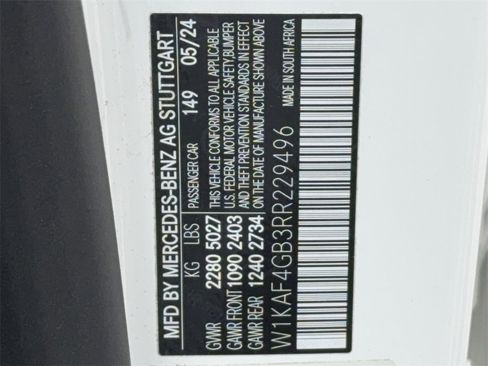 MFD BY MERCEDES-BENZ AG STUTTGART
PASSENGER CAR 149 05/24
KG LBS
GVWR 2280 5027
GAWR FRONT 1090 2403
GAWR REAR 1240 2734
THIS VEHICLE CONFORMS TO ALL APPLICABLE
U.S. FEDERAL MOTOR VEHICLE SAFETY, BUMPER
AND THEFT PREVENTION STANDARDS IN EFFECT
ON THE DATE OF MANUFACTURE SHOWN ABOVE
MADE IN SOUTH AFRICA
W1KAF4GB3RR229496